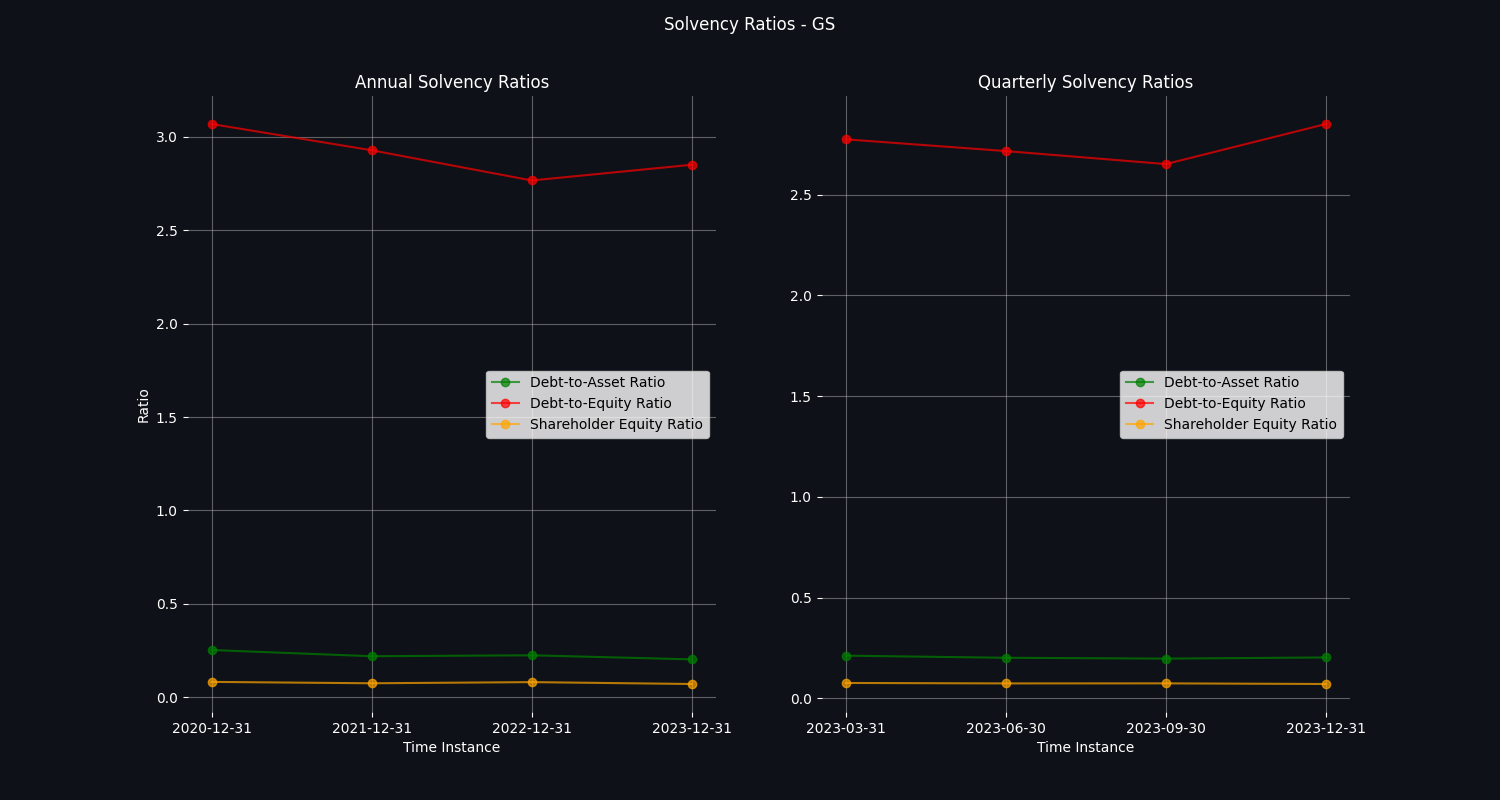 Solvency Ratios - GS
Annual Solvency Ratios
Ratio
3.0
2.5
2.0
1.5
1.0
0.5
0.0
Debt-to-Asset Ratio
Debt-to-Equity Ratio
Shareholder Equity Ratio
2020-12-31 2021-12-31 2022-12-31 2023-12-31
Time Instance
Quarterly Solvency Ratios
2.5
2.0
1.5
1.0
0.5
0.0
Debt-to-Asset Ratio
Debt-to-Equity Ratio
Shareholder Equity Ratio
2023-03-31 2023-06-30 2023-09-30 2023-12-31
Time Instance